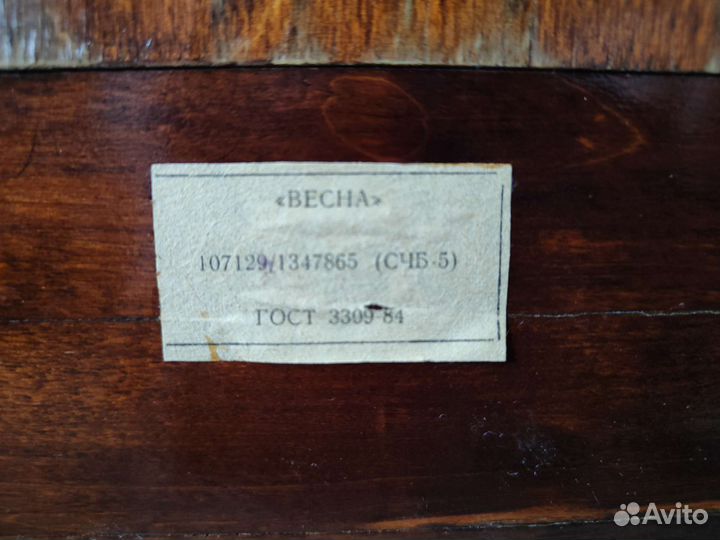 «ВЕСНА»
107129/1347865 (СЧБ-5)
ГОСТ 3309-84
Avito